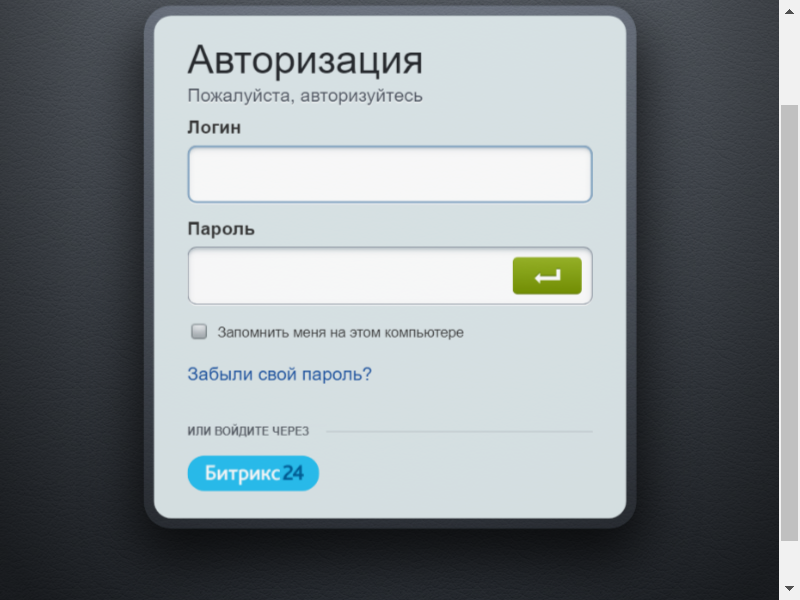 Авторизация
Пожалуйста, авторизуйтесь
Логин
Пароль
Запомнить меня на этом компьютере
Забыли свой пароль?
ИЛИ ВОЙДИТЕ ЧЕРЕЗ
Битрикс24